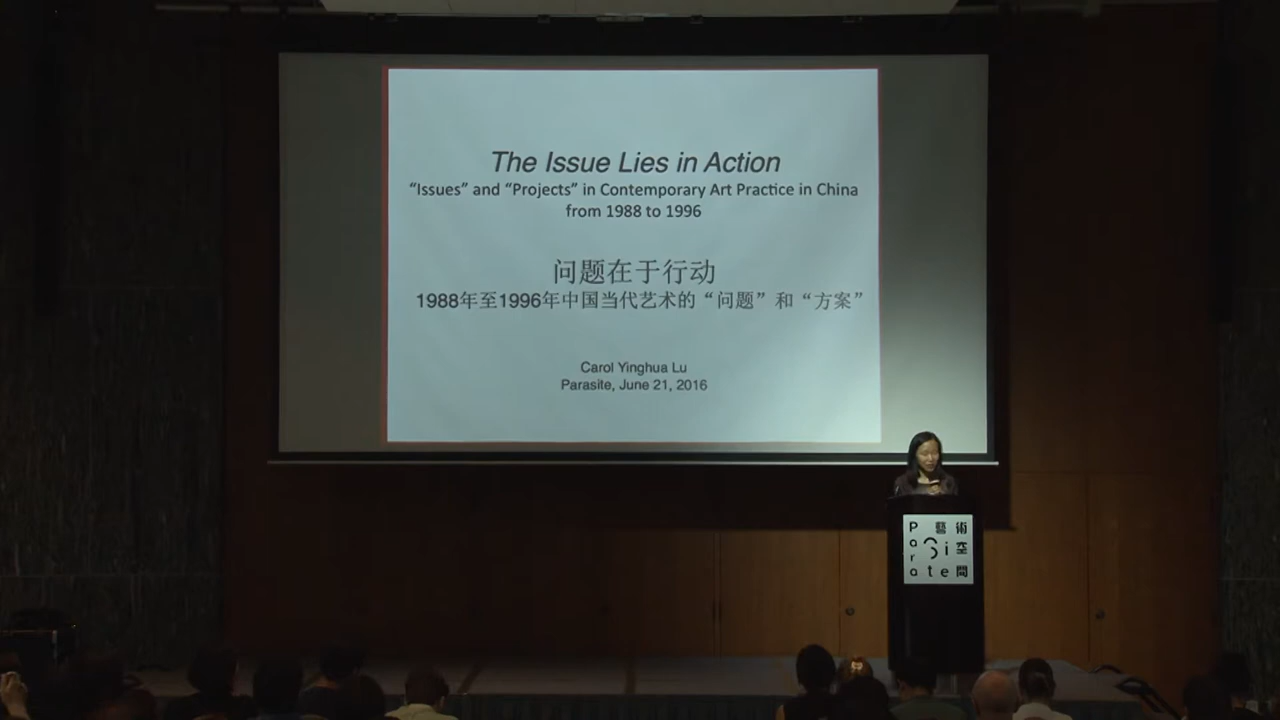 The Issue Lies in Action
“Issues” and “Projects” in Contemporary Art Practice in China
from 1988 to 1996
问题在于行动
1988年至1996年中国当代艺术的“问题”和“方案”
Carol Yinghua Lu
Parasite, June 21, 2016
Para Site 藝術空間